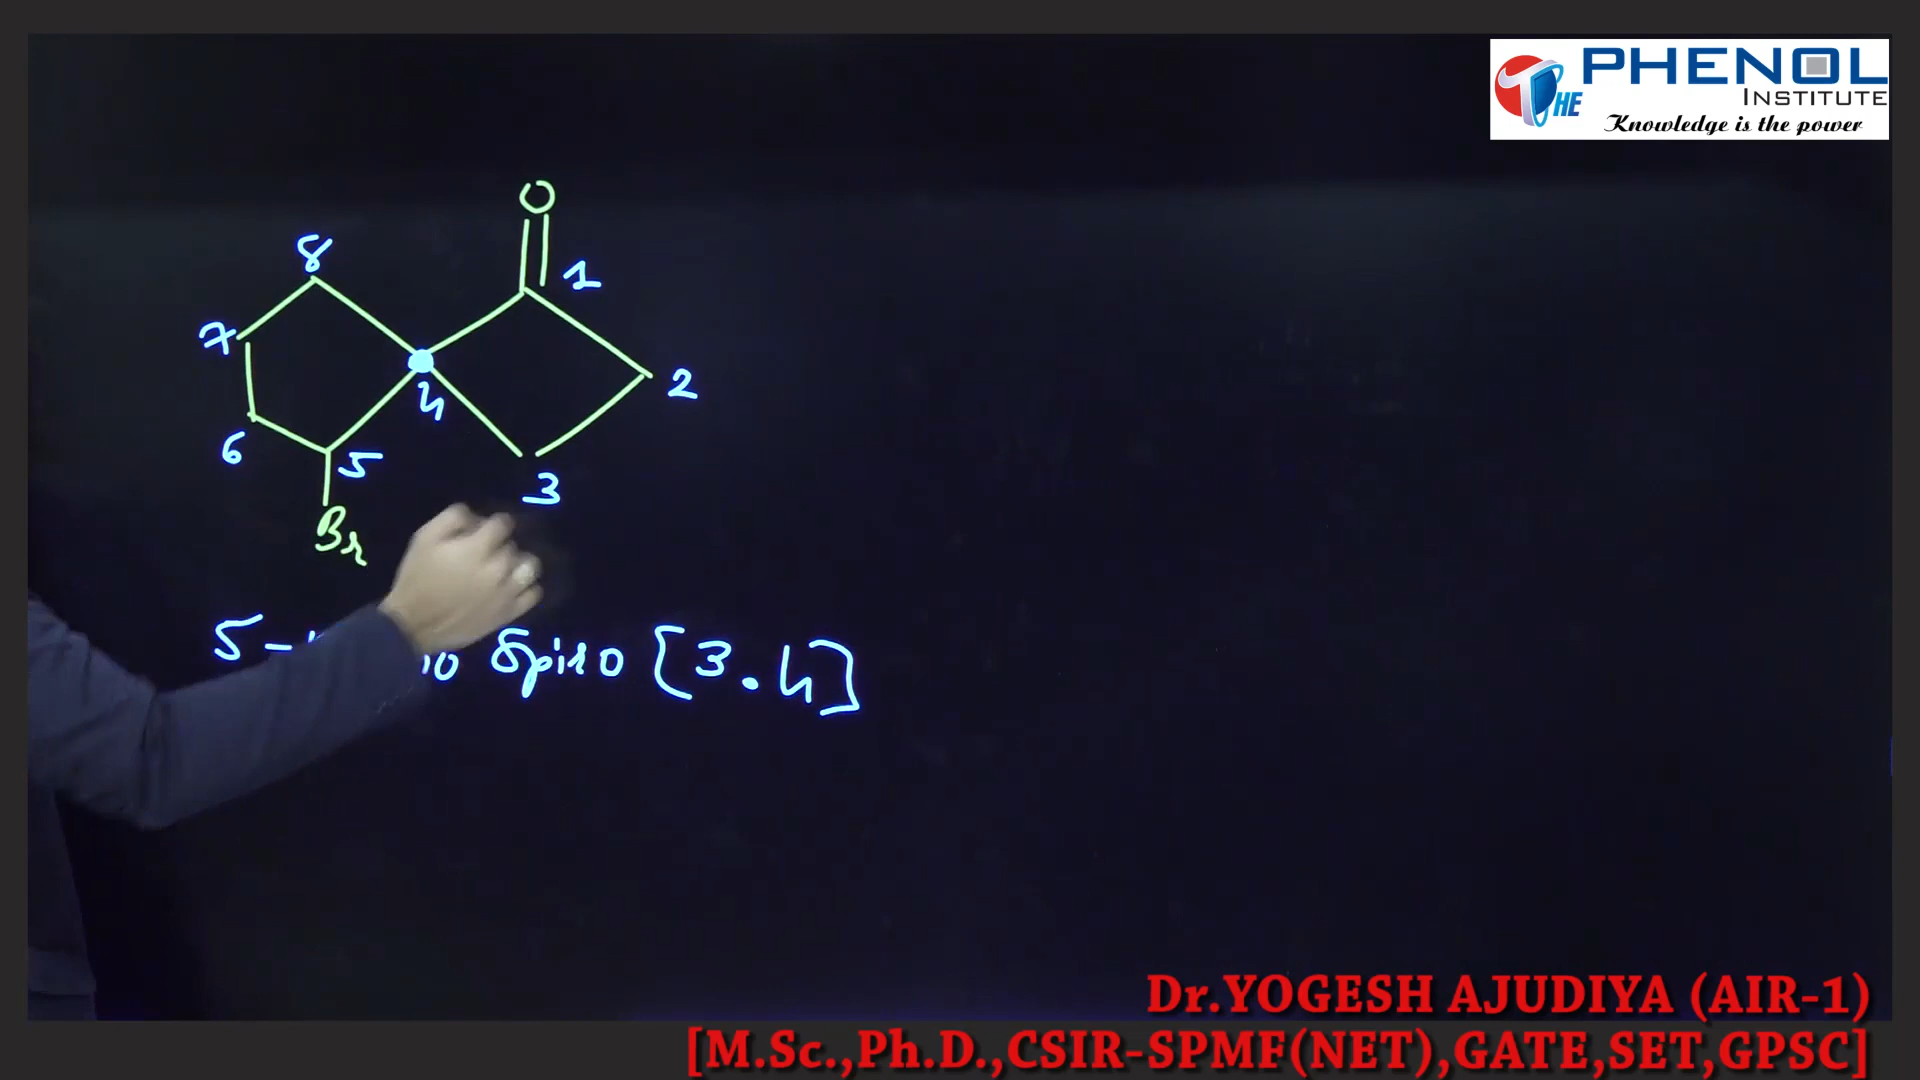 THE PHENOL
INSTITUTE
Knowledge is the power
O
8
1
7
2
4
6
5
3
Br
5- Spiro [3.4]
Dr.YOGESH AJUDIYA (AIR-1)
[M.Sc.,Ph.D.,CSIR-SPMF(NET),GATE,SET,GPSC]